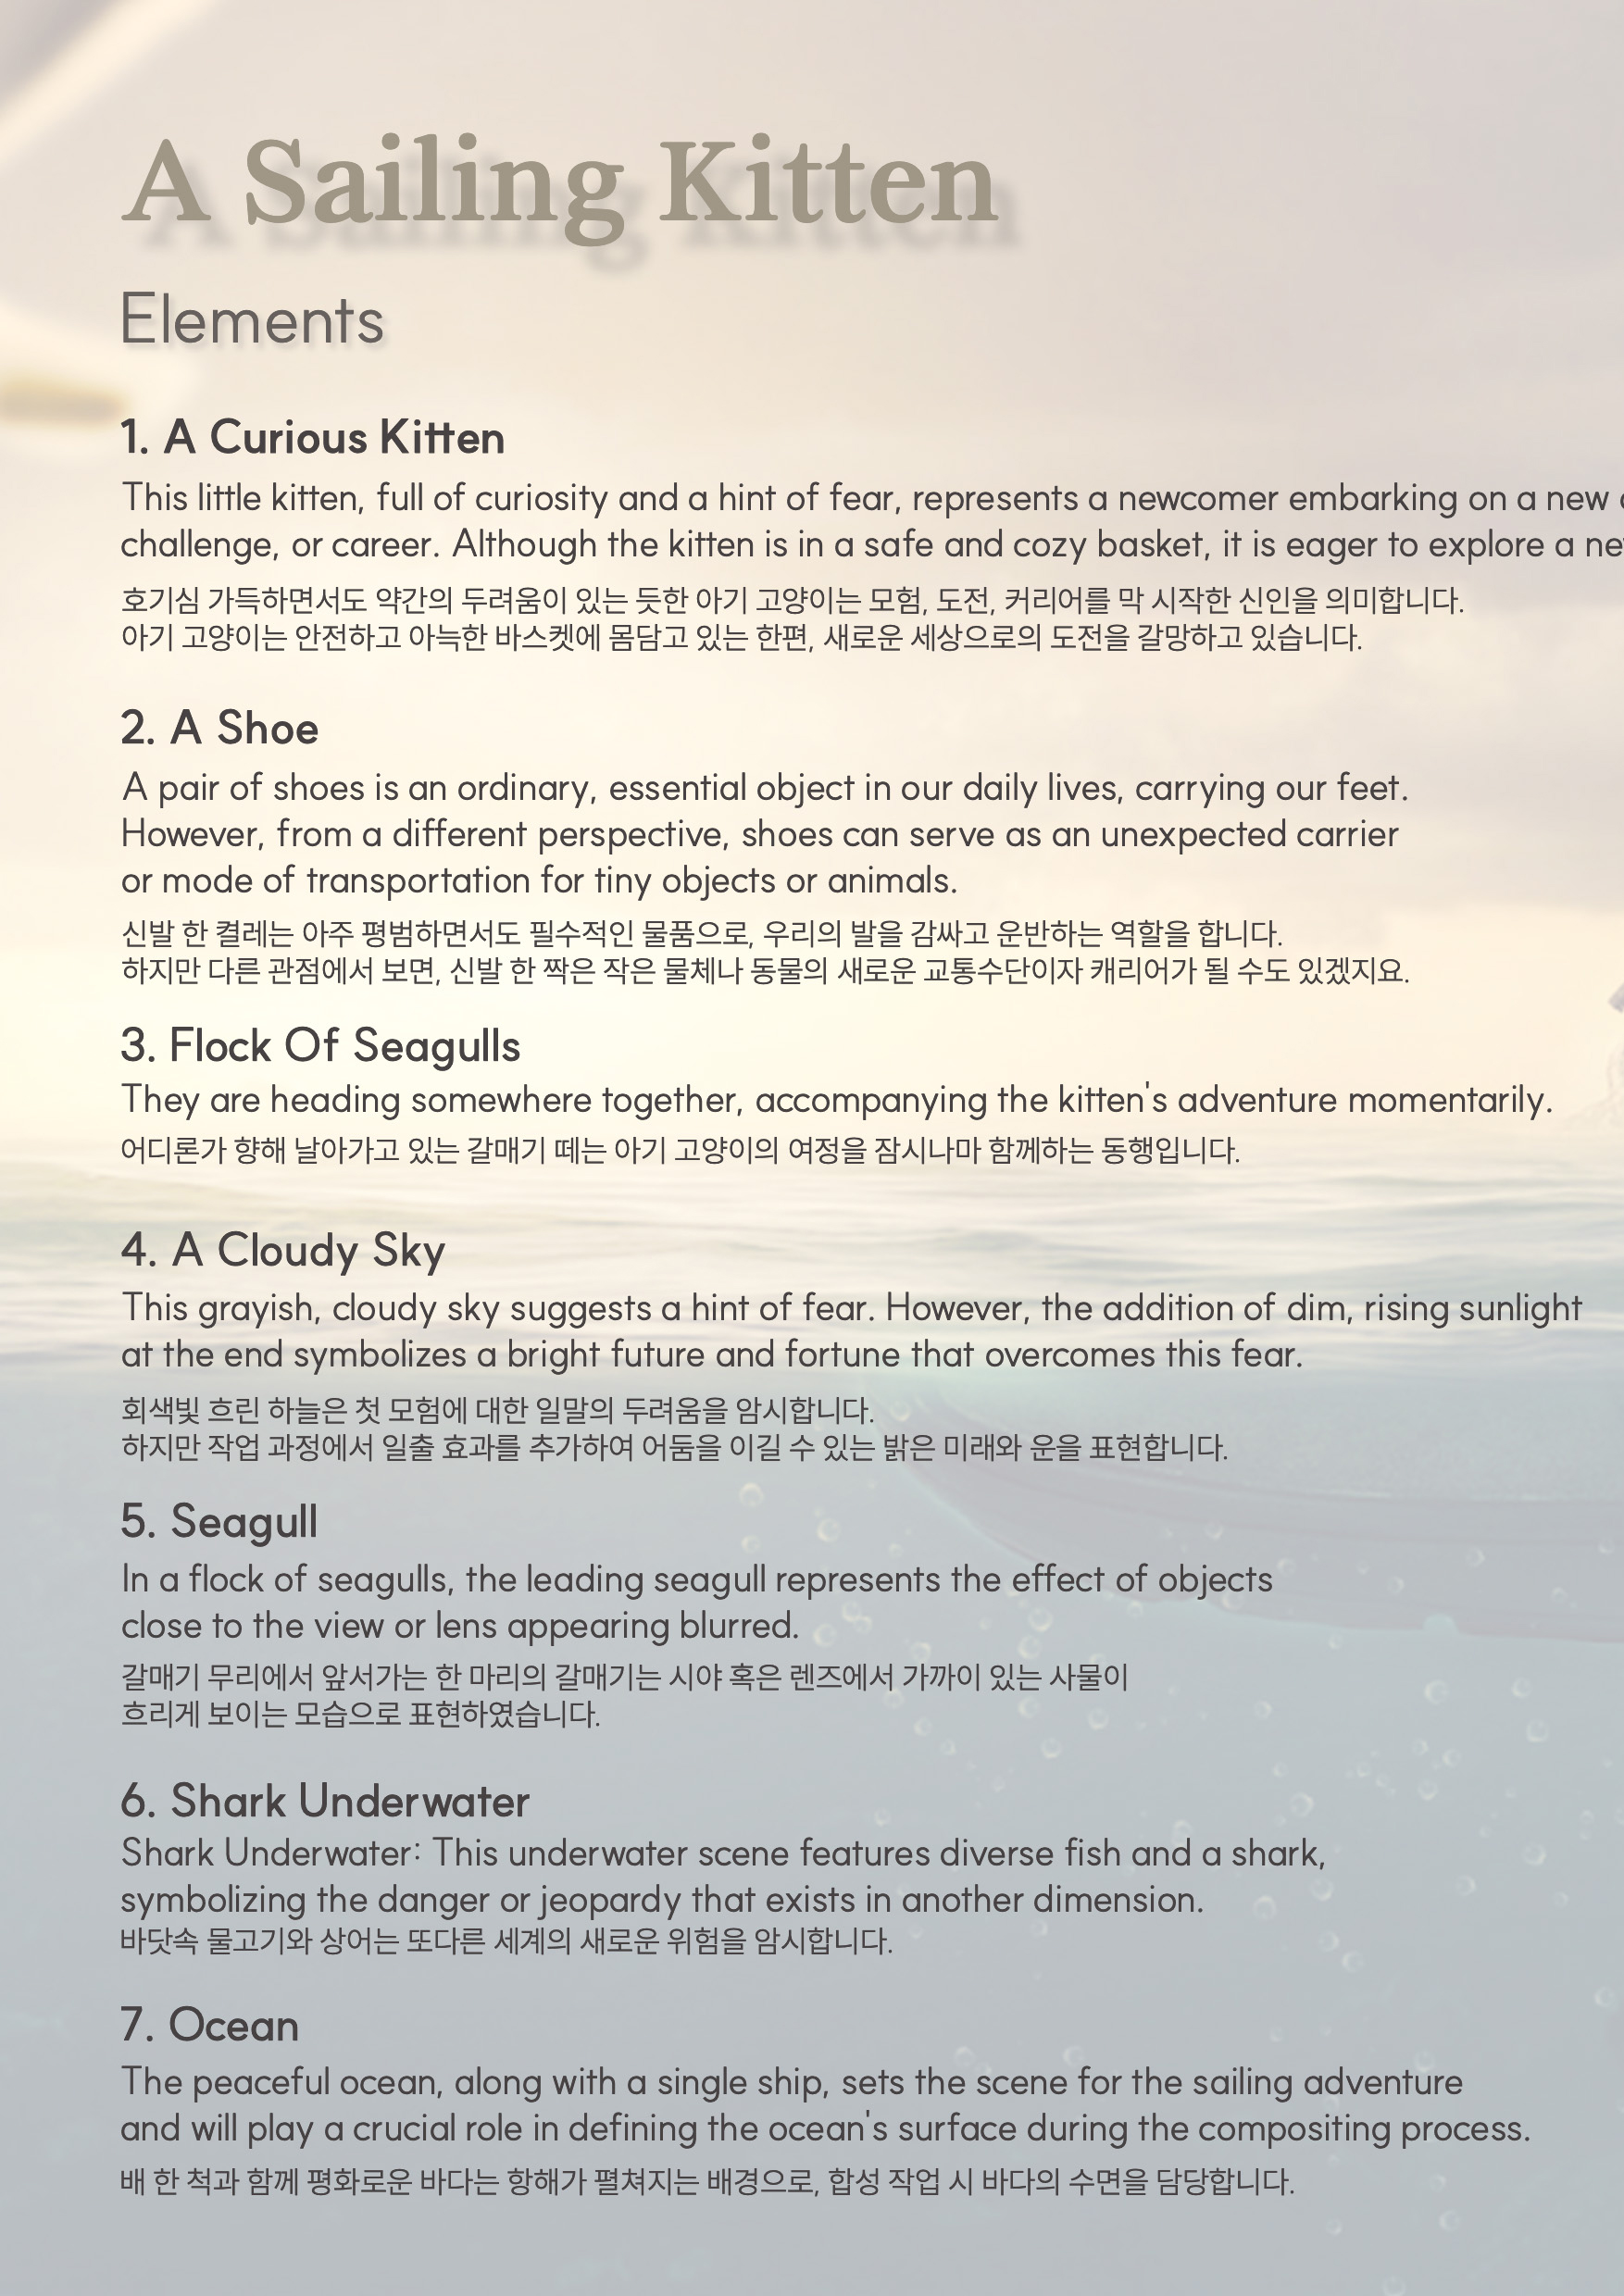 A Sailing Kitten
Elements
1. A Curious Kitten
This little kitten, full of curiosity and a hint of fear, represents a newcomer embarking on a new
challenge, or career. Although the kitten is in a safe and cozy basket, it is eager to explore a
호기심 가득하면서도 약간의 두려움이 있는 듯한 아기 고양이는 모험, 도전, 커리어를 막 시작한 신인을 의미합니다.
아기 고양이는 안전하고 아늑한 바스켓에 몸담고 있는 한편, 새로운 세상으로의 도전을 갈망하고 있습니다.
2. A Shoe
A pair of shoes is an ordinary, essential object in our daily lives, carrying our feet.
However, from a different perspective, shoes can serve as an unexpected carrier
or mode of transportation for tiny objects or animals.
신발 한 켤레는 아주 평범하면서도 필수적인 물품으로, 우리의 발을 감싸고 운반하는 역할을 합니다.
하지만 다른 관점에서 보면, 신발 한 짝은 작은 물체나 동물의 새로운 교통수단이자 캐리어가 될 수도 있겠지요.
3. Flock Of Seagulls
They are heading somewhere together, accompanying the kitten's adventure momentarily.
어디론가 향해 날아가고 있는 갈매기 떼는 아기 고양이의 여정을 잠시나마 함께하는 동행입니다.
4. A Cloudy Sky
This grayish, cloudy sky suggests a hint of fear. However, the addition of dim, rising sunlight
at the end symbolizes a bright future and fortune that overcomes this fear.
회색빛 흐린 하늘은 첫 모험에 대한 일말의 두려움을 암시합니다.
하지만 작업 과정에서 일출 효과를 추가하여 어둠을 이길 수 있는 밝은 미래와 운을 표현합니다.
5. Seagull
In a flock of seagulls, the leading seagull represents the effect of objects
close to the view or lens appearing blurred.
갈매기 무리에서 앞서가는 한 마리의 갈매기는 시야 혹은 렌즈에서 가까이 있는 사물이
흐리게 보이는 모습으로 표현하였습니다.
6. Shark Underwater
Shark Underwater: This underwater scene features diverse fish and a shark,
symbolizing the danger or jeopardy that exists in another dimension.
바닷속 물고기와 상어는 또다른 세계의 새로운 위험을 암시합니다.
7. Ocean
The peaceful ocean, along with a single ship, sets the scene for the sailing adventure
and will play a crucial role in defining the ocean's surface during the compositing process.
배 한 척과 함께 평화로운 바다는 항해가 펼쳐지는 배경으로, 합성 작업 시 바다의 수면을 담당합니다.